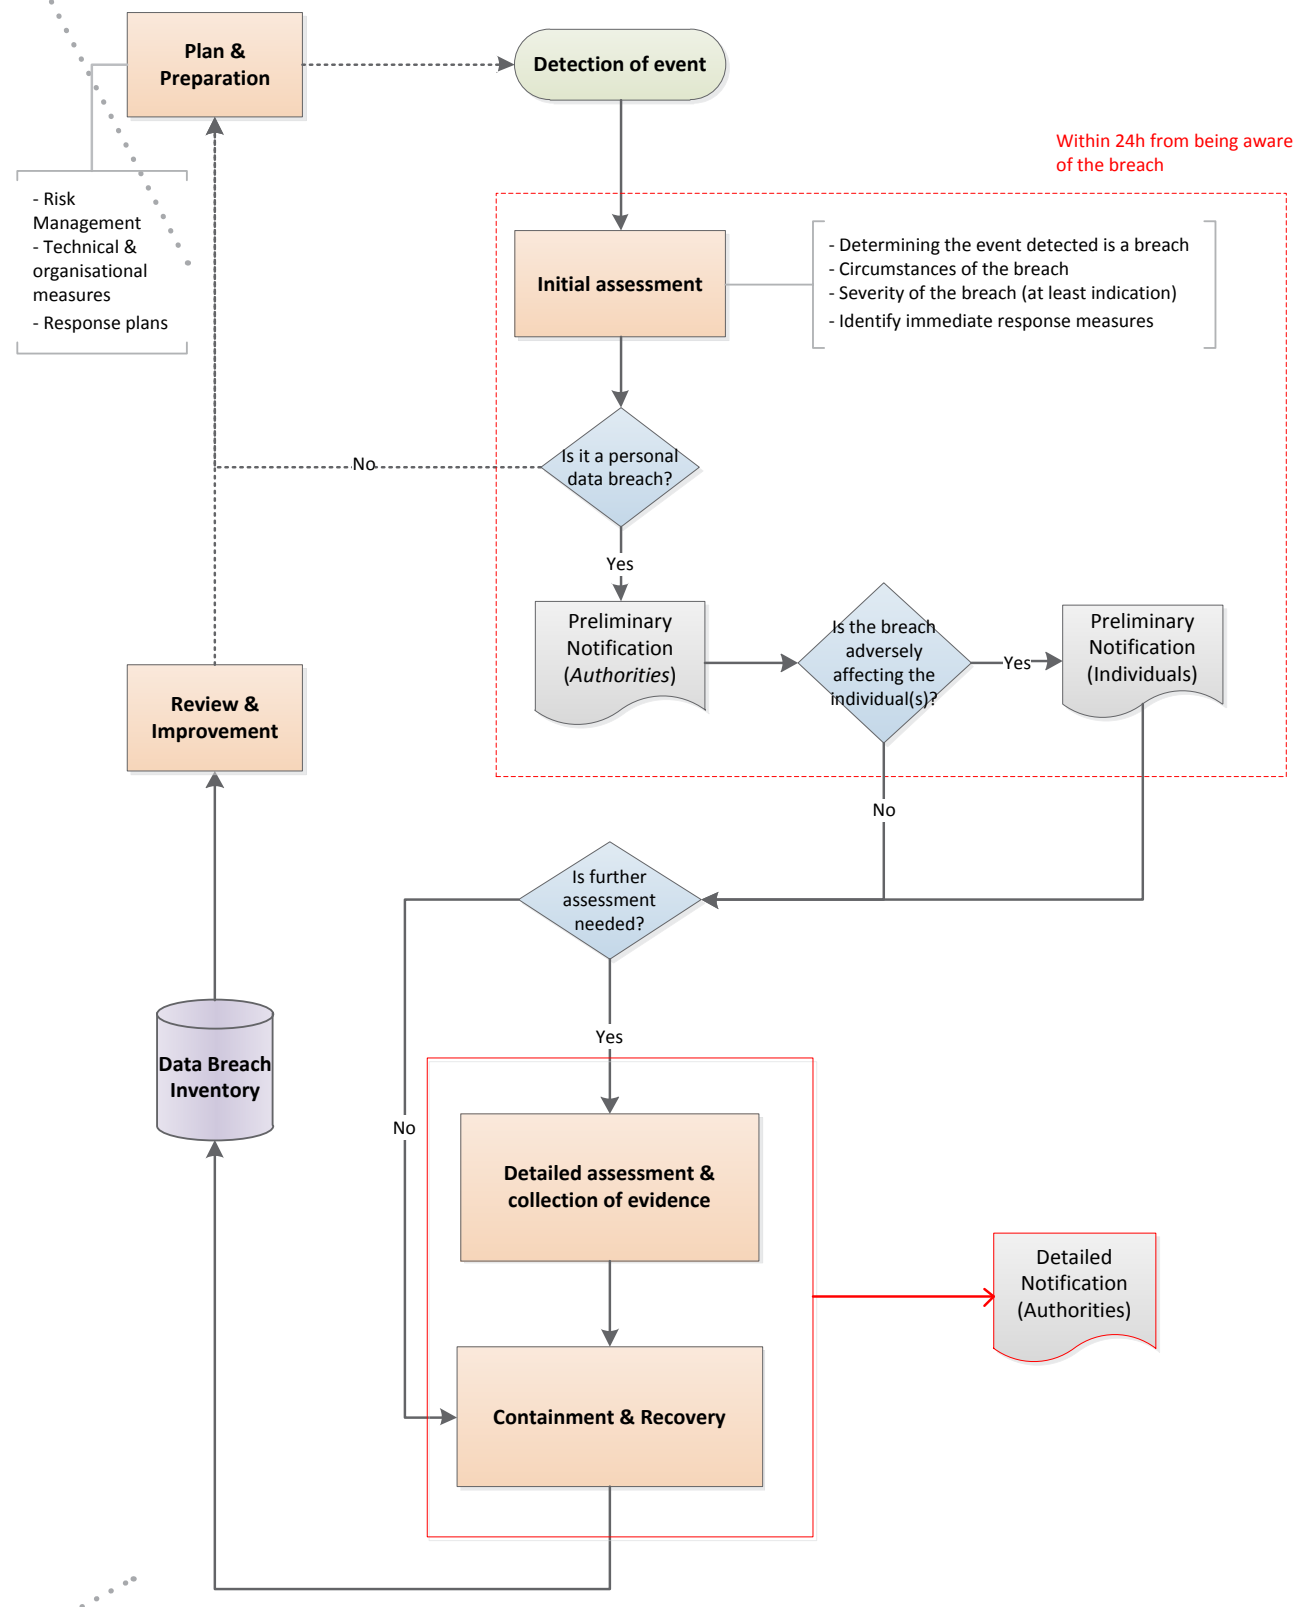 Plan &
Preparation
Detection of event
Within 24h from being aware
of the breach
- Risk
Management
- Technical &
organisational
measures
- Response plans
Initial assessment
- Determining the event detected is a breach
- Circumstances of the breach
- Severity of the breach (at least indication)
- Identify immediate response measures
Is it a personal
data breach?
No
Yes
Preliminary
Notification
(Authorities)
Is the breach
adversely
affecting the
individual(s)?
Yes
Preliminary
Notification
(Individuals)
Review &
Improvement
No
Is further
assessment
needed?
Yes
Data Breach
Inventory
No
Detailed assessment &
collection of evidence
Detailed
Notification
(Authorities)
Containment & Recovery